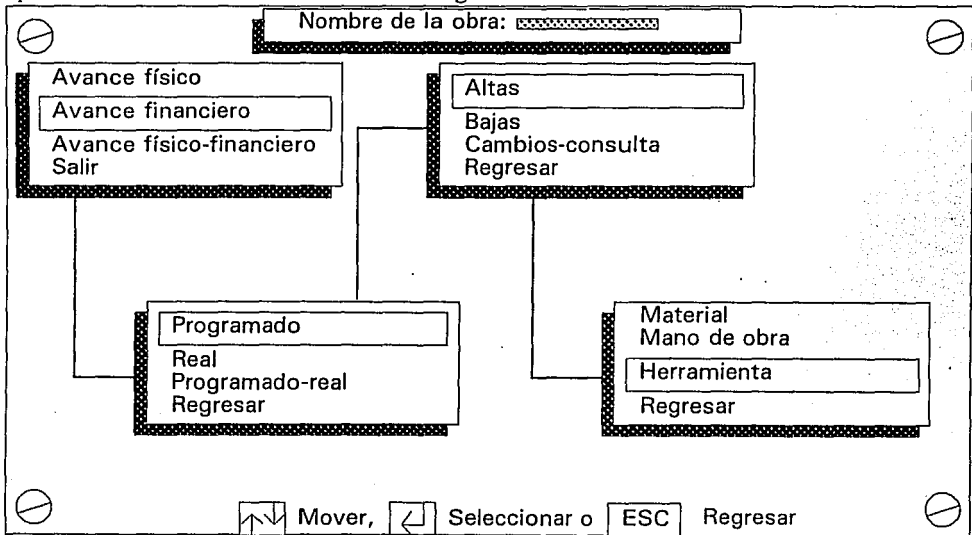 Nombre de la obra:
Avance físico
Avance financiero
Avance físico-financiero
Salir
Altas
Bajas
Cambios-consulta
Regresar
Programado
Real
Programado-real
Regresar
Material
Mano de obra
Herramienta
Regresar
Mover, Seleccionar o ESC Regresar